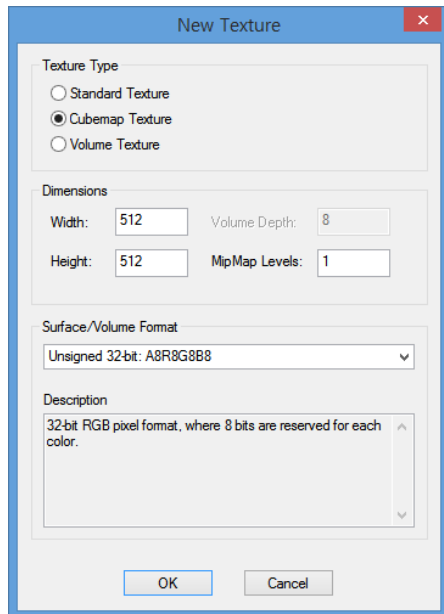 New Texture
Texture Type
Standard Texture
Cubemap Texture
Volume Texture
Dimensions
Width: 512 Volume Depth: 8
Height: 512 MipMap Levels: 1
Surface/Volume Format
Unsigned 32-bit: A8R8G8B8
Description
32-bit RGB pixel format, where 8 bits are reserved for each
color.
OK Cancel